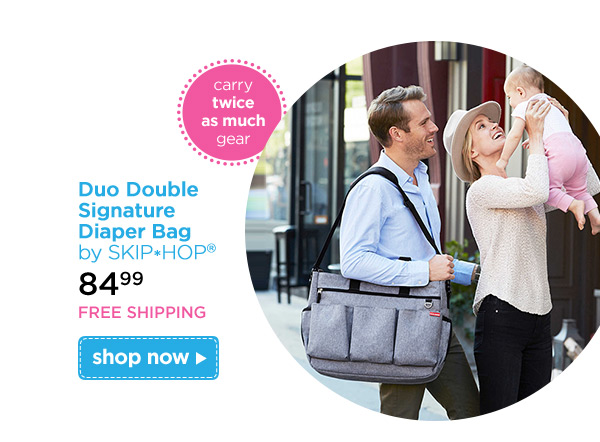 carry
twice
as much
gear
Duo Double
Signature
Diaper Bag
by SKIP*HOP®
84⁹⁹
FREE SHIPPING
shop now ▸